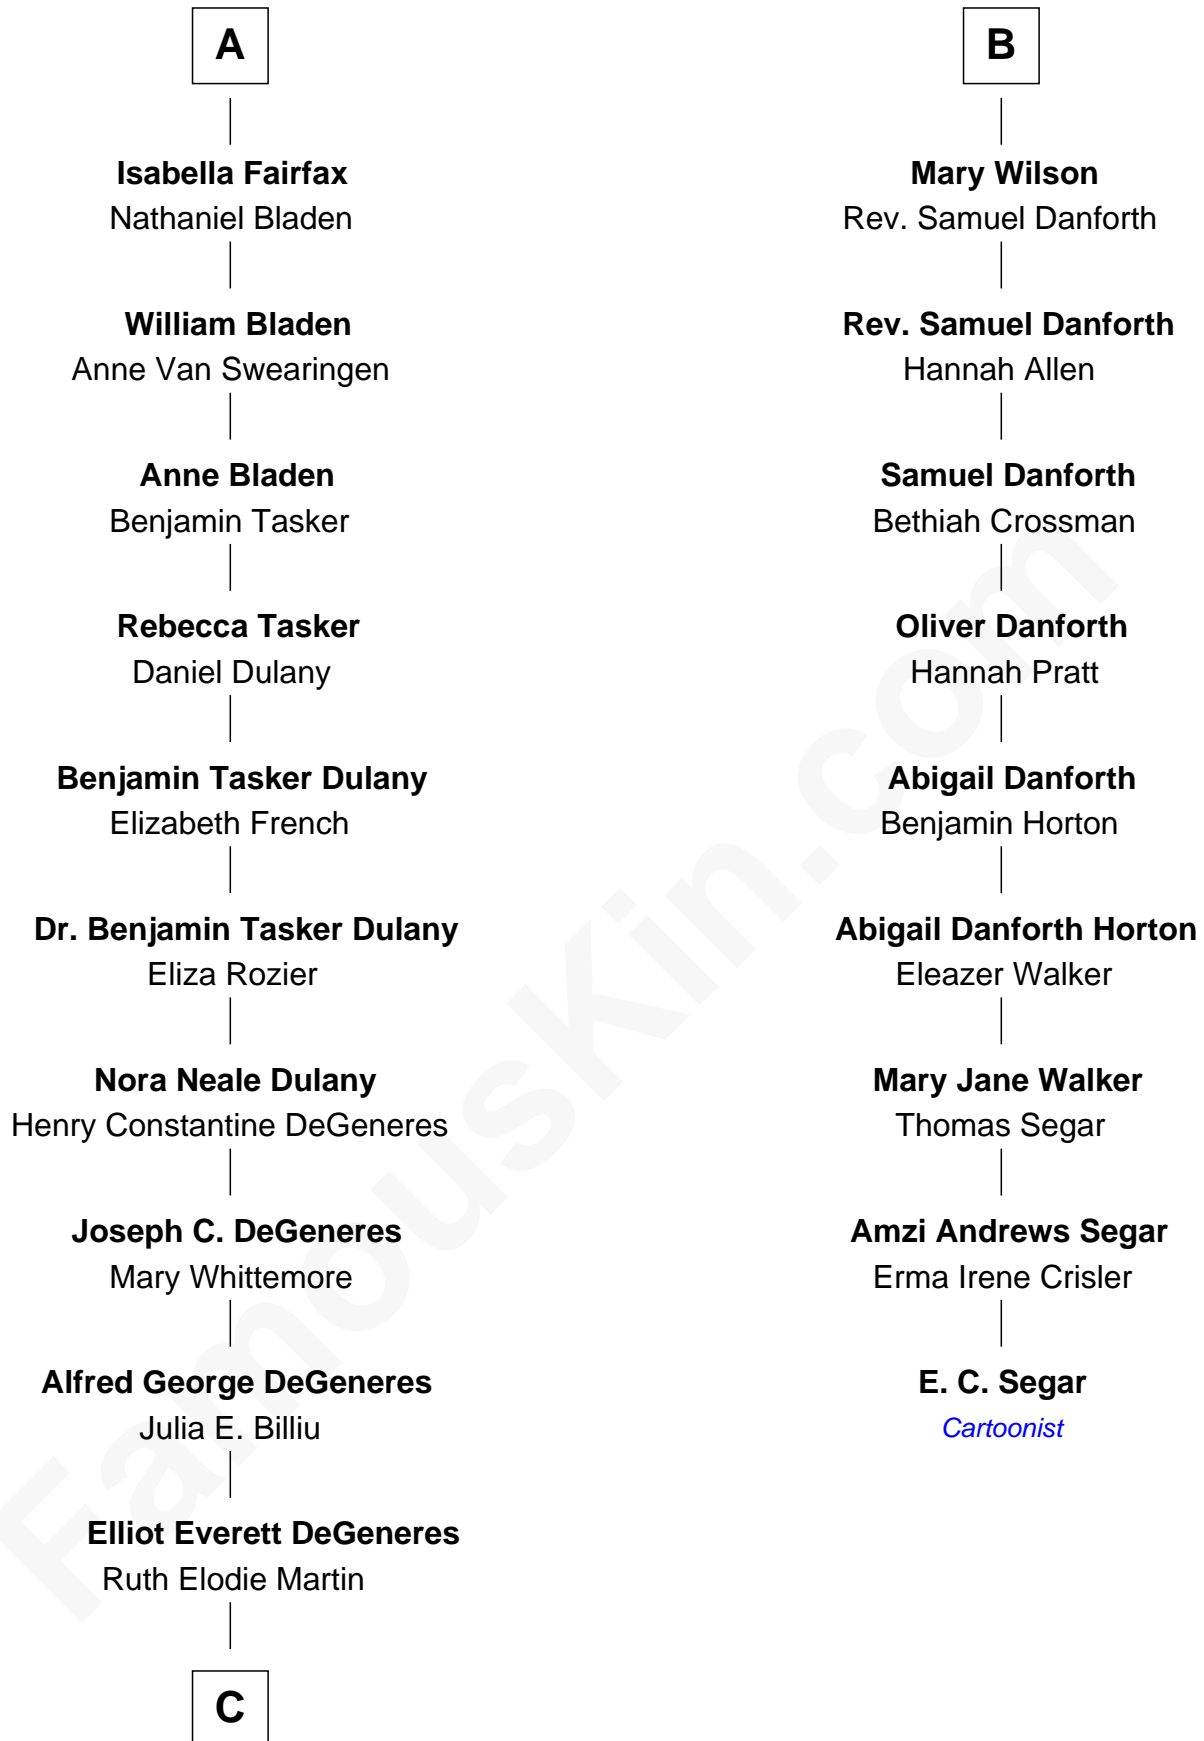 A
Isabella Fairfax
Nathaniel Bladen
William Bladen
Anne Van Swearingen
Anne Bladen
Benjamin Tasker
Rebecca Tasker
Daniel Dulany
Benjamin Tasker Dulany
Elizabeth French
Dr. Benjamin Tasker Dulany
Eliza Rozier
Nora Neale Dulany
Henry Constantine DeGeneres
Joseph C. DeGeneres
Mary Whittemore
Alfred George DeGeneres
Julia E. Billiu
Elliot Everett DeGeneres
Ruth Elodie Martin
C
B
Mary Wilson
Rev. Samuel Danforth
Rev. Samuel Danforth
Hannah Allen
Samuel Danforth
Bethiah Crossman
Oliver Danforth
Hannah Pratt
Abigail Danforth
Benjamin Horton
Abigail Danforth Horton
Eleazer Walker
Mary Jane Walker
Thomas Segar
Amzi Andrews Segar
Erma Irene Crisler
E. C. Segar
Cartoonist
FamousKin.com